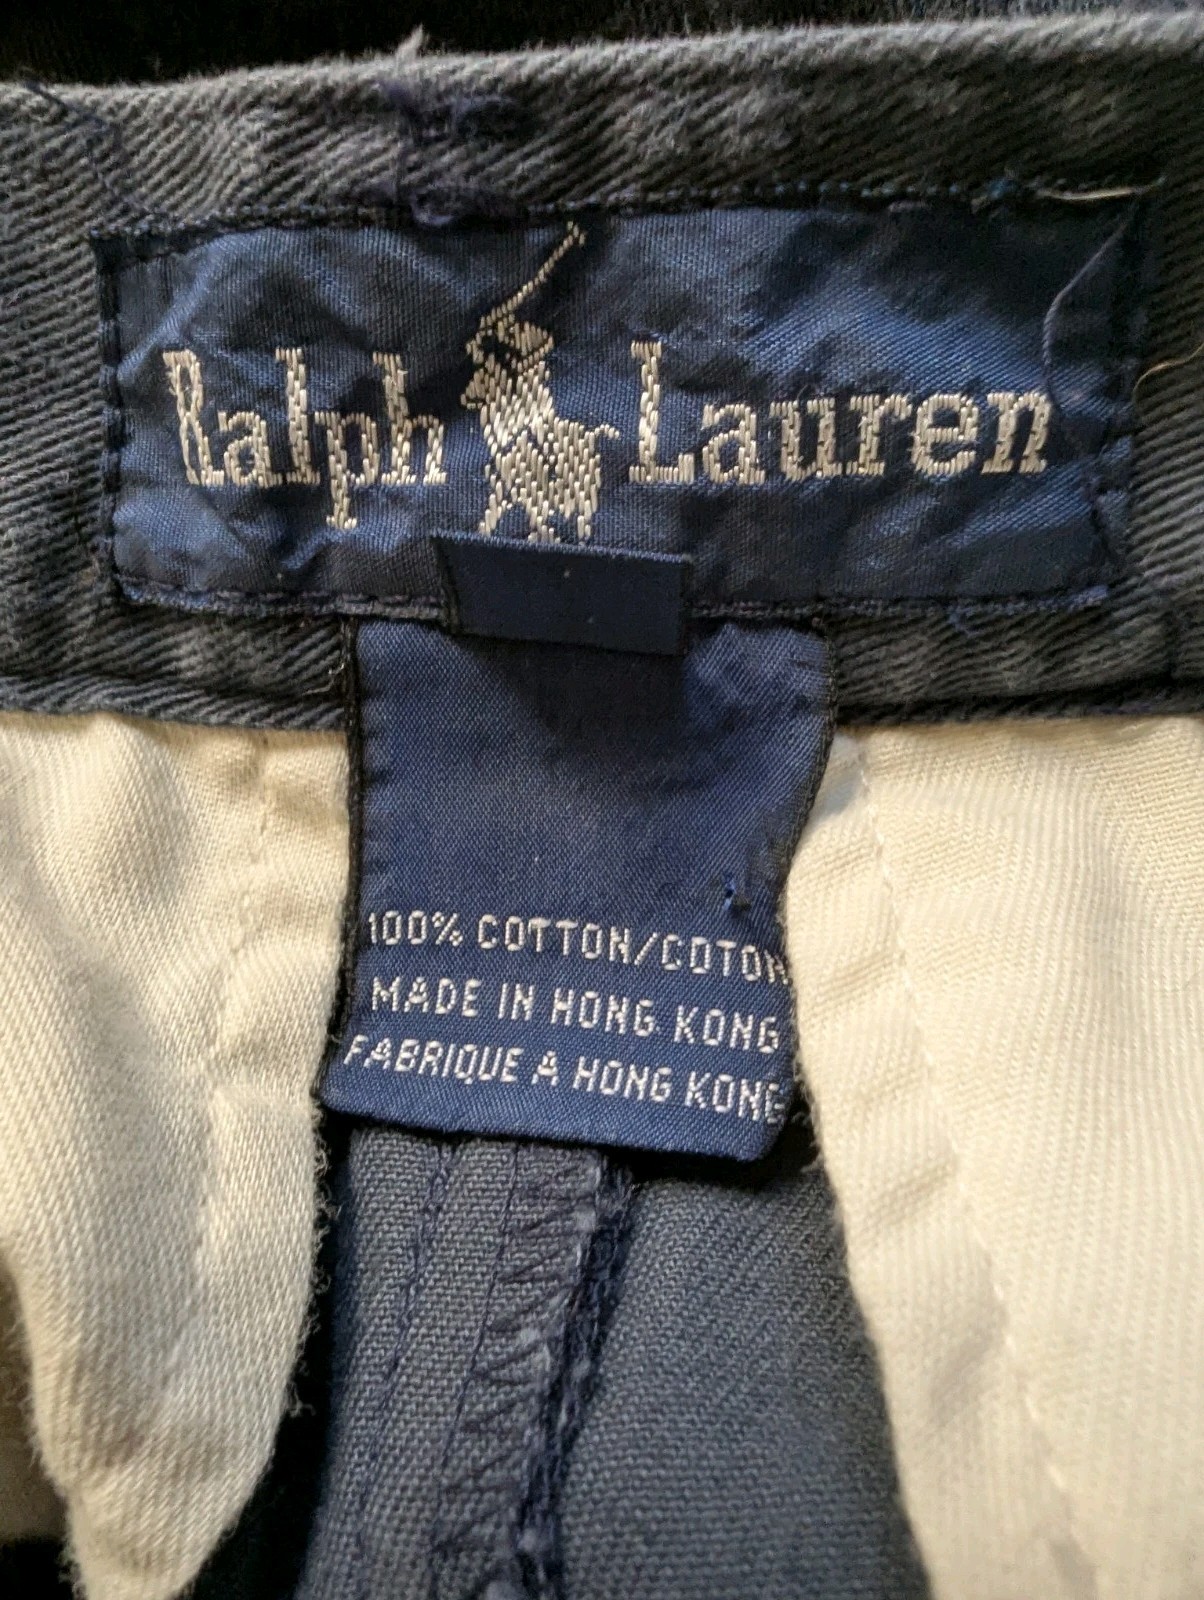 Ralph Lauren
100% COTTON/COTON
MADE IN HONG KONG
FABRIQUE A HONG KONG